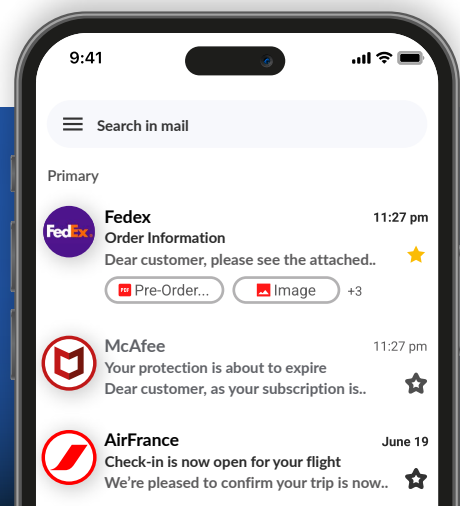 9:41
Search in mail
Primary
FedEx
Fedex 11:27 pm
Order Information
Dear customer, please see the attached..
PDF Pre-Order... Image +3
McAfee 11:27 pm
Your protection is about to expire
Dear customer, as your subscription is..
AirFrance June 19
Check-in is now open for your flight
We're pleased to confirm your trip is now..